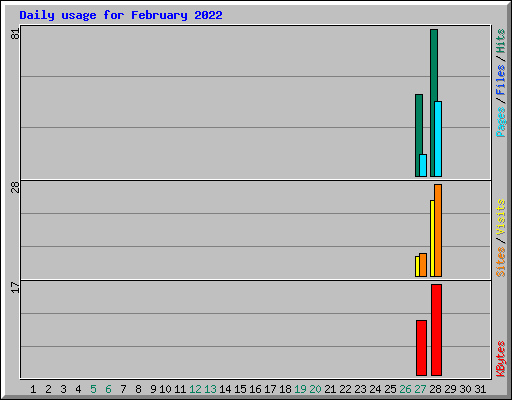 Daily usage for February 2022
81
28
17
Pages / Files / Hits
Sites / Visits
KBytes
1 2 3 4 5 6 7 8 9 10 11 12 13 14 15 16 17 18 19 20 21 22 23 24 25 26 27 28 29 30 31